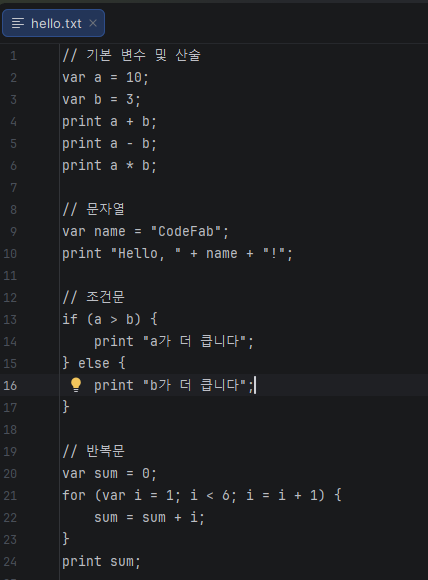 hello.txt
1 // 기본 변수 및 산술
2 var a = 10;
3 var b = 3;
4 print a + b;
5 print a - b;
6 print a * b;
7
8 // 문자열
9 var name = "CodeFab";
10 print "Hello, " + name + "!";
11
12 // 조건문
13 if (a > b) {
14     print "a가 더 큽니다";
15 } else {
16     print "b가 더 큽니다";
17 }
18
19 // 반복문
20 var sum = 0;
21 for (var i = 1; i < 6; i = i + 1) {
22     sum = sum + i;
23 }
24 print sum;